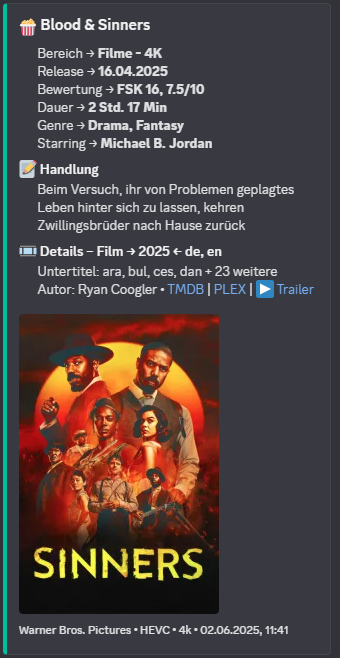 🍿 Blood & Sinners
Bereich → Filme - 4K
Release → 16.04.2025
Bewertung → FSK 16, 7.5/10
Dauer → 2 Std. 17 Min
Genre → Drama, Fantasy
Starring → Michael B. Jordan
📝 Handlung
Beim Versuch, ihr von Problemen geplagtes
Leben hinter sich zu lassen, kehren
Zwillingsbrüder nach Hause zurück
🎟️ Details – Film → 2025 ← de, en
Untertitel: ara, bul, ces, dan + 23 weitere
Autor: Ryan Coogler • TMDB | PLEX | ▶️ Trailer
SINNERS
Warner Bros. Pictures • HEVC • 4k • 02.06.2025, 11:41